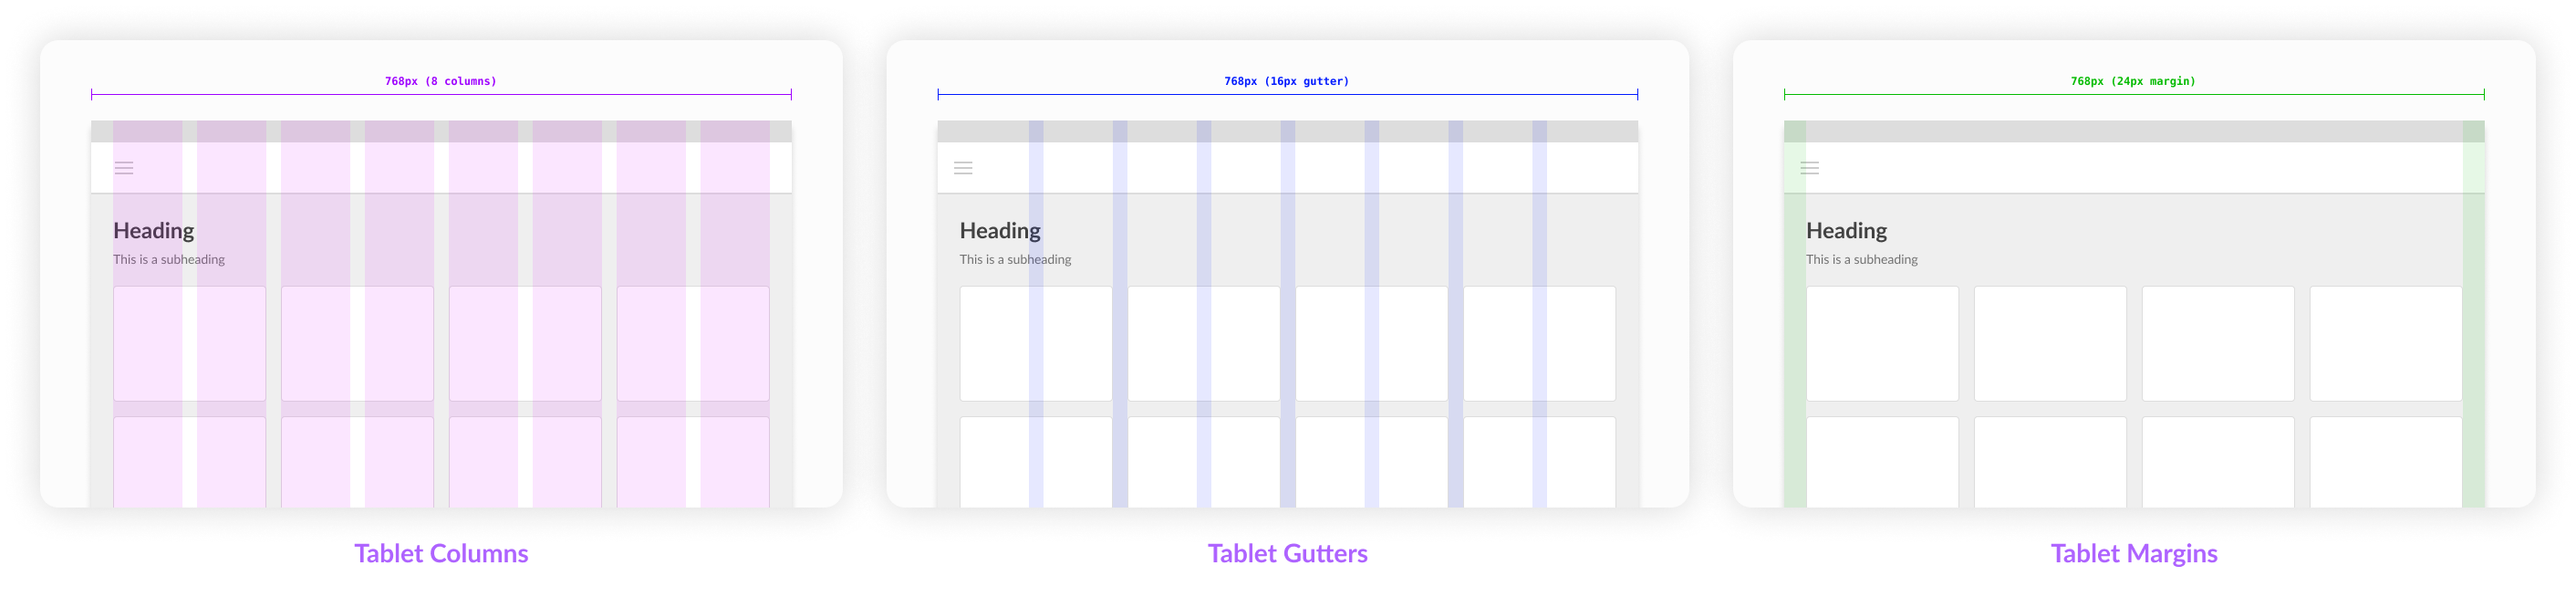 768px (8 columns)
Heading
This is a subheading
Tablet Columns
768px (16px gutter)
Heading
This is a subheading
Tablet Gutters
768px (24px margin)
Heading
This is a subheading
Tablet Margins